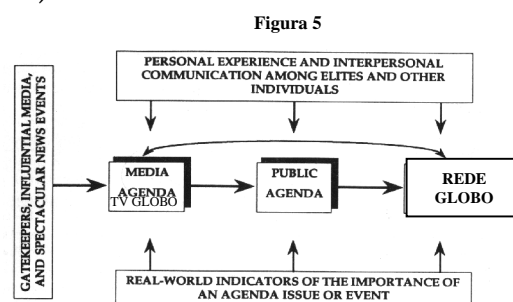 Figura 5
PERSONAL EXPERIENCE AND INTERPERSONAL
COMMUNICATION AMONG ELITES AND OTHER
INDIVIDUALS
GATEKEEPERS, INFLUENTIAL MEDIA,
AND SPECTACULAR NEWS EVENTS
MEDIA
AGENDA
TV GLOBO
PUBLIC
AGENDA
REDE
GLOBO
REAL-WORLD INDICATORS OF THE IMPORTANCE OF
AN AGENDA ISSUE OR EVENT